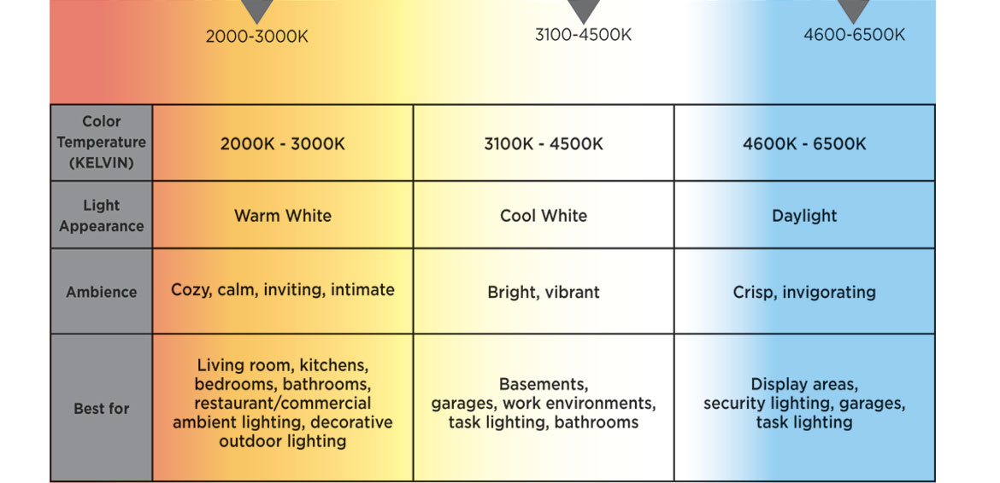 2000-3000K
3100-4500K
4600-6500K
Color
Temperature
(KELVIN)
2000K - 3000K
3100K - 4500K
4600K - 6500K
Light
Appearance
Warm White
Cool White
Daylight
Ambience
Cozy, calm, inviting, intimate
Bright, vibrant
Crisp, invigorating
Best for
Living room, kitchens,
bedrooms, bathrooms,
restaurant/commercial
ambient lighting, decorative
outdoor lighting
Basements,
garages, work environments,
task lighting, bathrooms
Display areas,
security lighting, garages,
task lighting